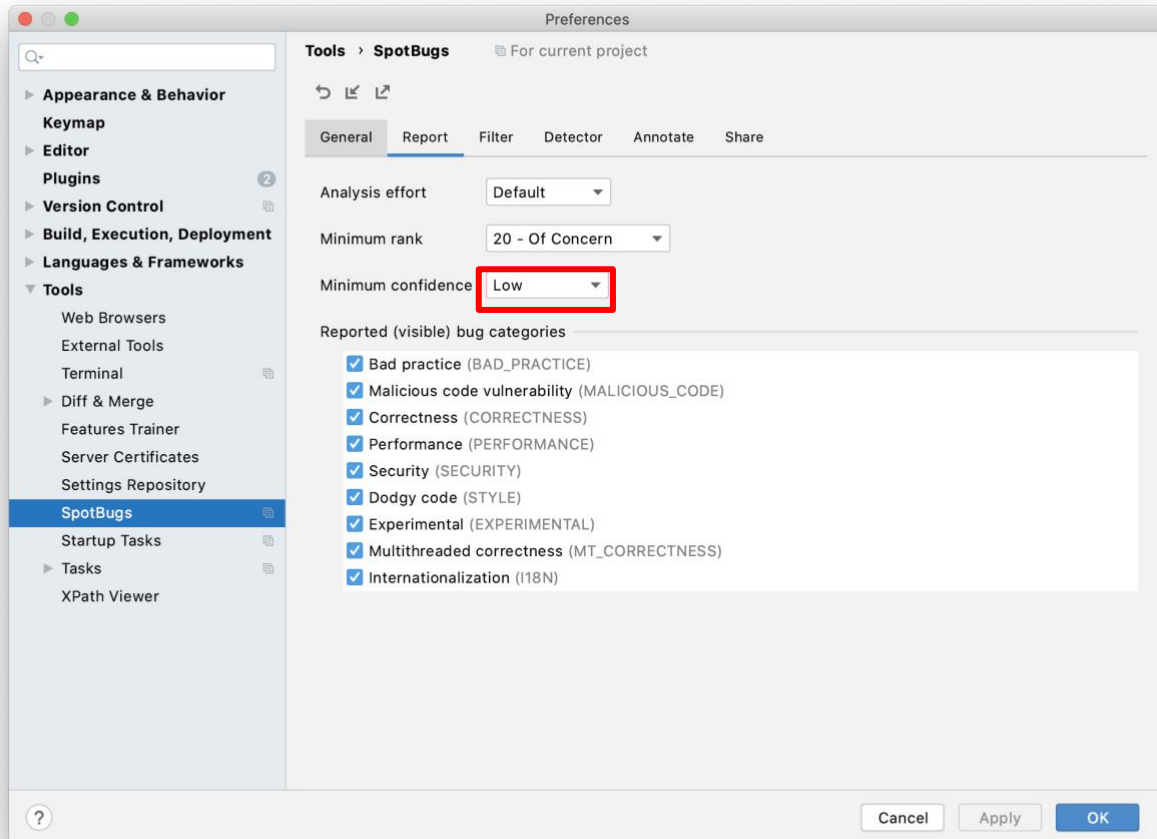 Preferences
Tools › SpotBugs For current project
Appearance & Behavior
Keymap
Editor
Plugins 2
Version Control
Build, Execution, Deployment
Languages & Frameworks
Tools
Web Browsers
External Tools
Terminal
Diff & Merge
Features Trainer
Server Certificates
Settings Repository
SpotBugs
Startup Tasks
Tasks
XPath Viewer
General Report Filter Detector Annotate Share
Analysis effort Default
Minimum rank 20 - Of Concern
Minimum confidence Low
Reported (visible) bug categories
Bad practice (BAD_PRACTICE)
Malicious code vulnerability (MALICIOUS_CODE)
Correctness (CORRECTNESS)
Performance (PERFORMANCE)
Security (SECURITY)
Dodgy code (STYLE)
Experimental (EXPERIMENTAL)
Multithreaded correctness (MT_CORRECTNESS)
Internationalization (I18N)
? Cancel Apply OK